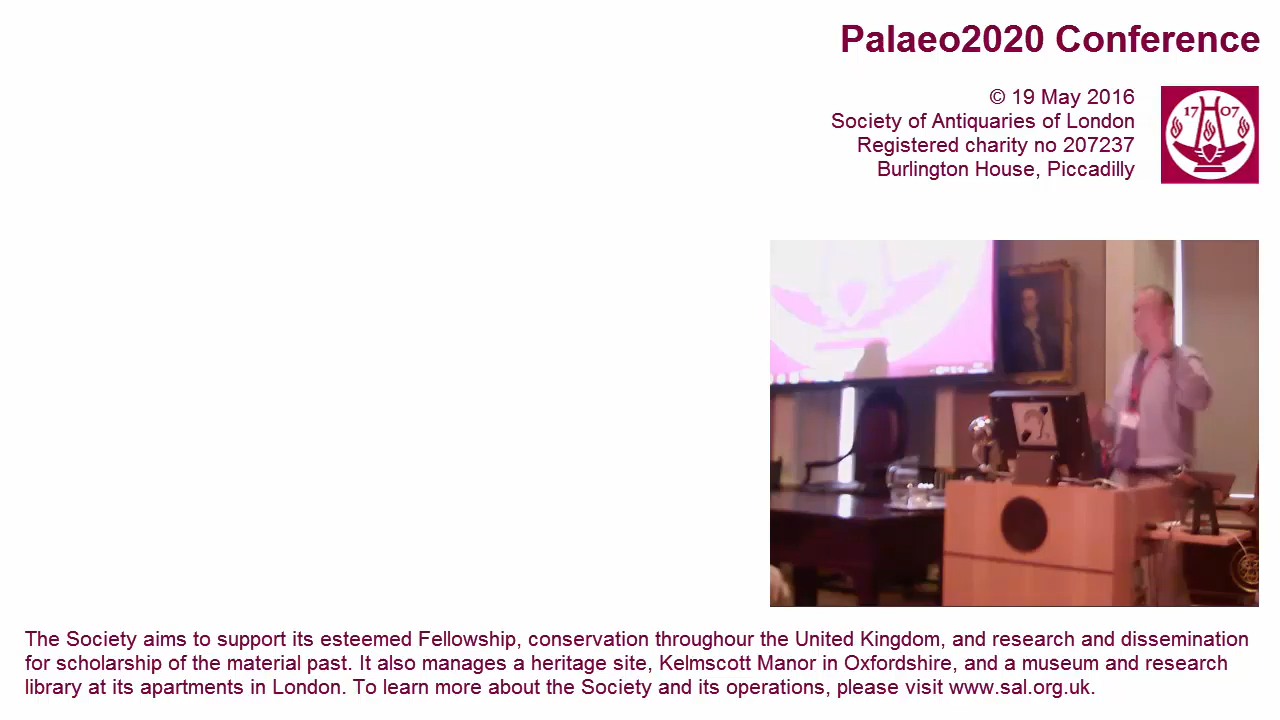 Palaeo2020 Conference
© 19 May 2016
Society of Antiquaries of London
Registered charity no 207237
Burlington House, Piccadilly
17 07
The Society aims to support its esteemed Fellowship, conservation throughour the United Kingdom, and research and dissemination
for scholarship of the material past. It also manages a heritage site, Kelmscott Manor in Oxfordshire, and a museum and research
library at its apartments in London. To learn more about the Society and its operations, please visit www.sal.org.uk.